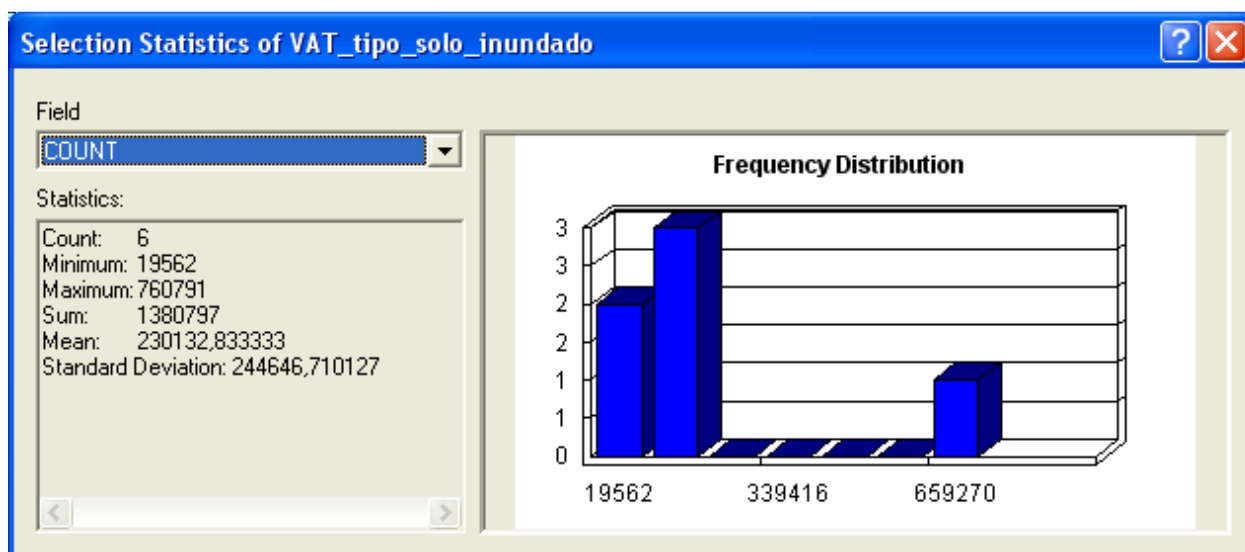 Selection Statistics of VAT_tipo_solo_inundado
Field
COUNT
Statistics:
Count: 6
Minimum: 19562
Maximum: 760791
Sum: 1380797
Mean: 230132,833333
Standard Deviation: 244646,710127
Frequency Distribution
3
3
2
2
1
1
0
19562 339416 659270